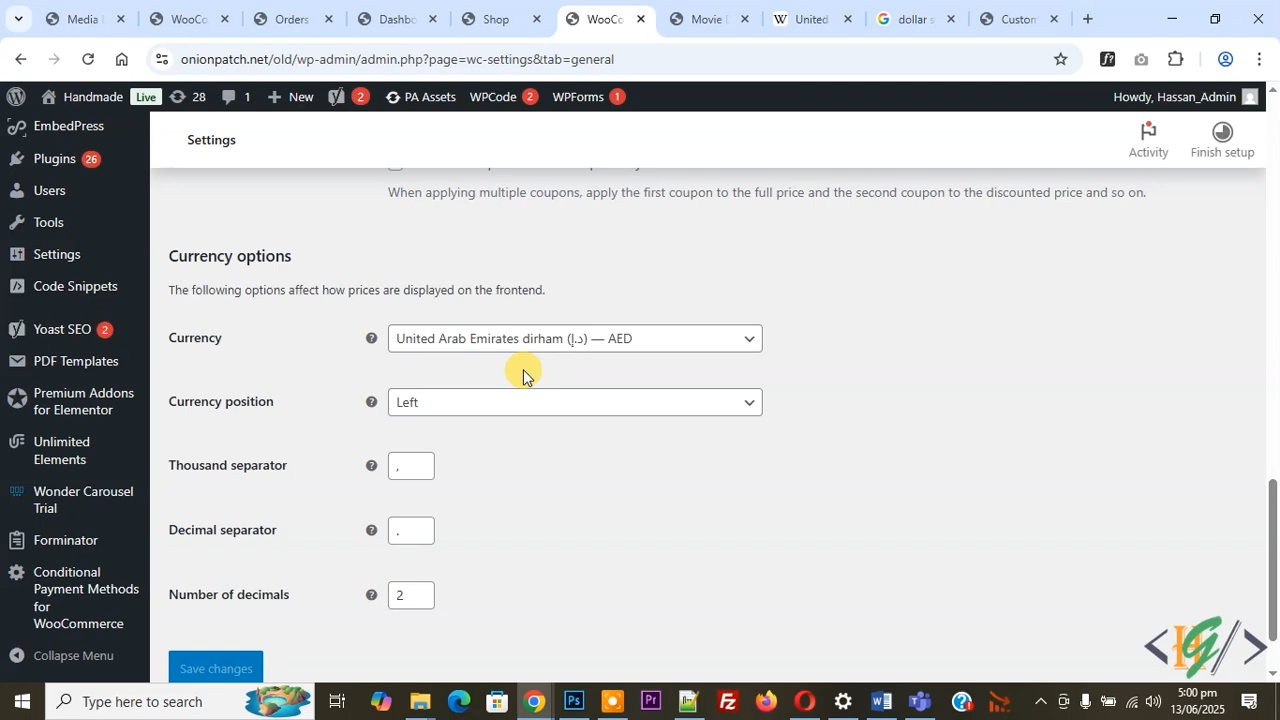 Media
WooCo
Orders
Dashbo
Shop
WooCo
Movie
United
dollar s
Custom
onionpatch.net/old/wp-admin/admin.php?page=wc-settings&tab=general
Handmade
Live
28
1
New
2
PA Assets
WPCode 2
WPForms 1
Howdy, Hassan_Admin
EmbedPress
Plugins 26
Users
Tools
Settings
Code Snippets
Yoast SEO 2
PDF Templates
Premium Addons
for Elementor
Unlimited
Elements
Wonder Carousel
Trial
Forminator
Conditional
Payment Methods
for
WooCommerce
Collapse Menu
Settings
Activity
Finish setup
When applying multiple coupons, apply the first coupon to the full price and the second coupon to the discounted price and so on.
Currency options
The following options affect how prices are displayed on the frontend.
Currency
United Arab Emirates dirham (د.إ) — AED
Currency position
Left
Thousand separator
,
Decimal separator
.
Number of decimals
2
Save changes
Type here to search
5:00 pm
13/06/2025